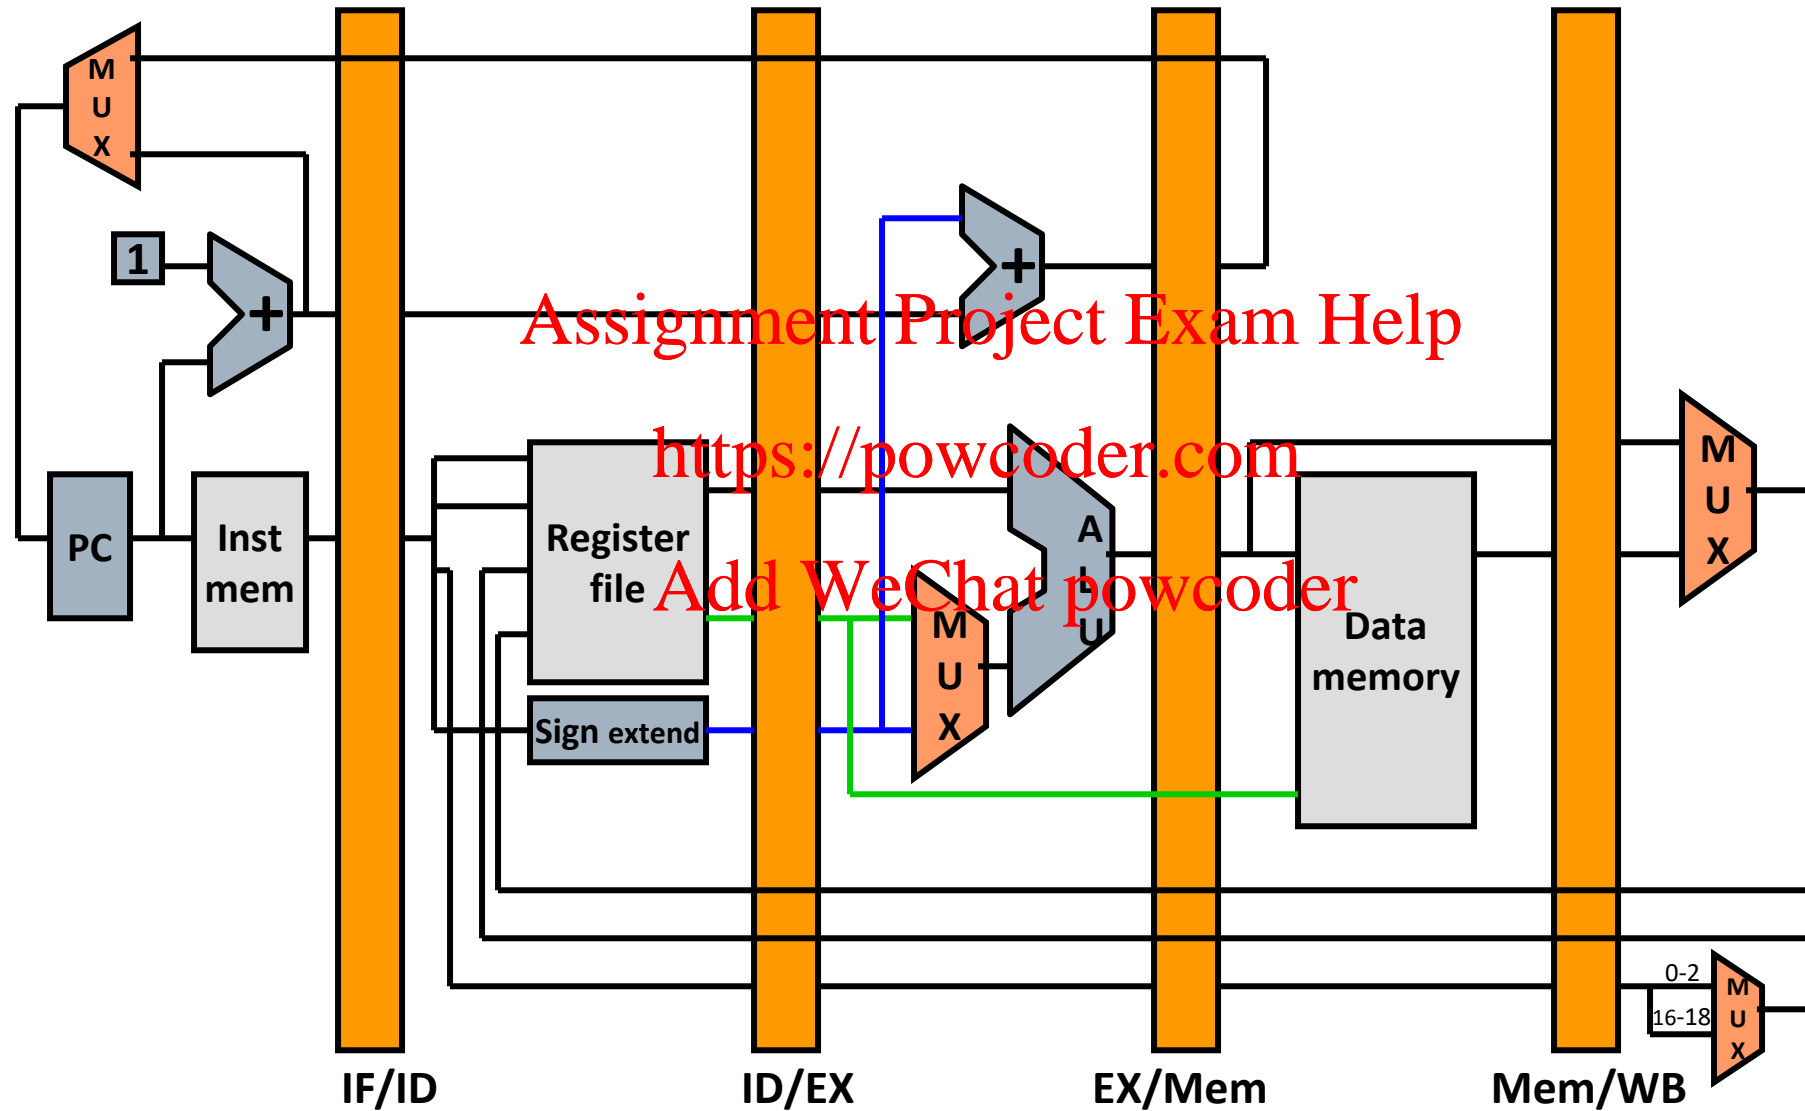 M
U
X
1
+
+
Assignment Project Exam Help
https://powcoder.com
Add WeChat powcoder
PC
Inst
mem
Register
file
Sign extend
M
U
X
A
L
U
Data
memory
M
U
X
0-2
16-18
M
U
X
IF/ID
ID/EX
EX/Mem
Mem/WB